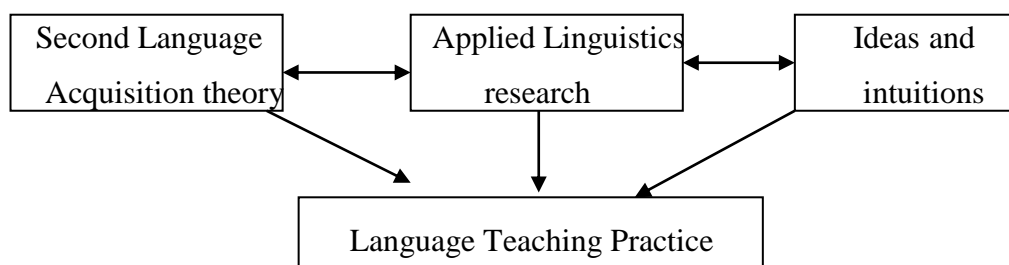 Second Language
Acquisition theory
Applied Linguistics
research
Ideas and
intuitions
Language Teaching Practice